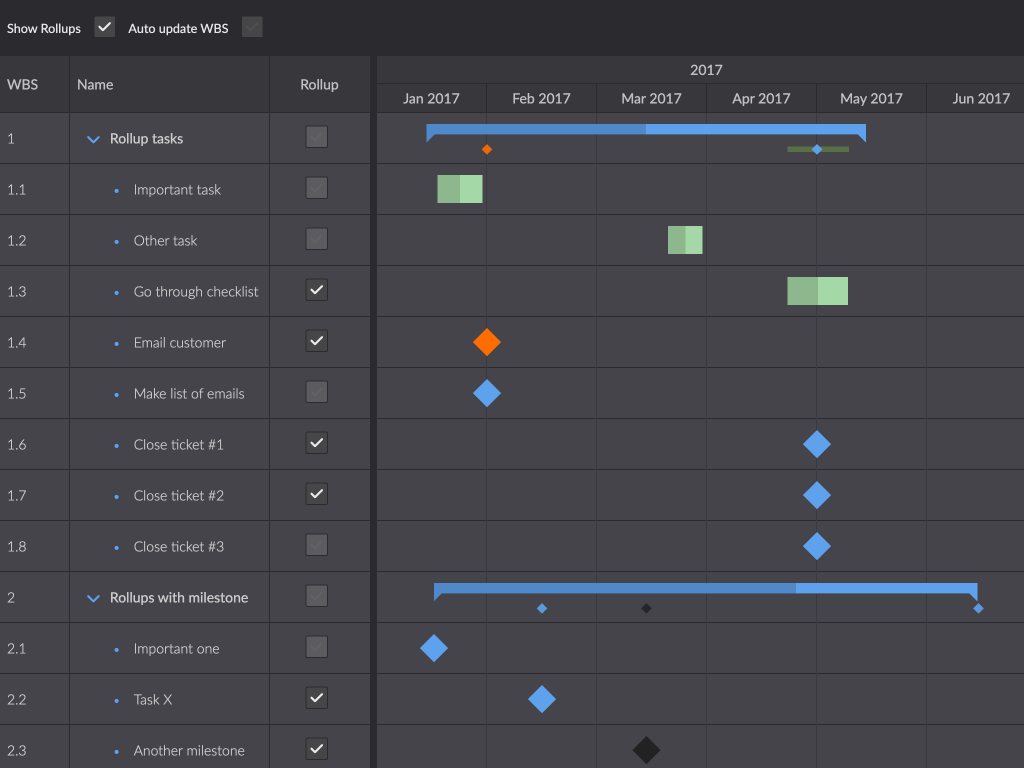 Show Rollups Auto update WBS
WBS Name Rollup 2017
Jan 2017 Feb 2017 Mar 2017 Apr 2017 May 2017 Jun 2017
1 Rollup tasks
1.1 Important task
1.2 Other task
1.3 Go through checklist
1.4 Email customer
1.5 Make list of emails
1.6 Close ticket #1
1.7 Close ticket #2
1.8 Close ticket #3
2 Rollups with milestone
2.1 Important one
2.2 Task X
2.3 Another milestone